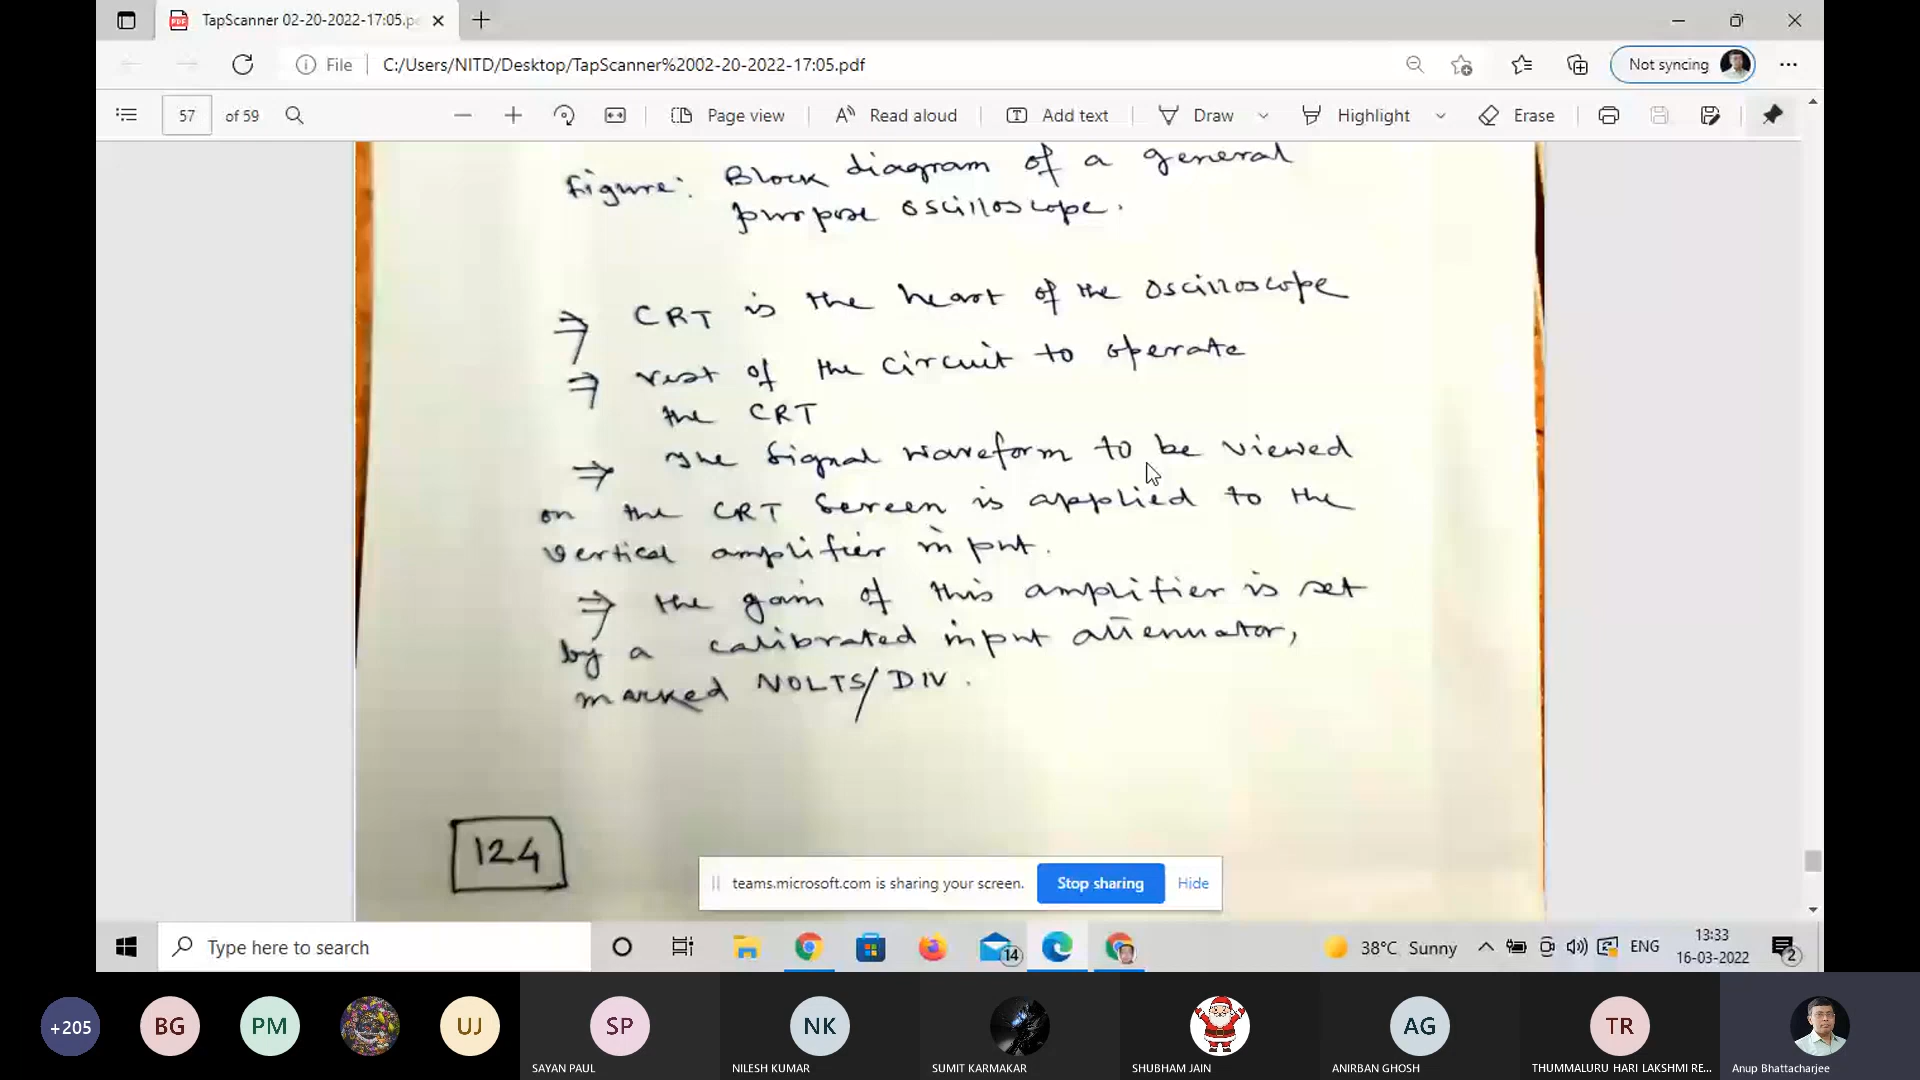 TapScanner 02-20-2022-17:05.p
File C:/Users/NITD/Desktop/TapScanner%2002-20-2022-17:05.pdf
Not syncing
57 of 59
Page view
Read aloud
Add text
Draw
Highlight
Erase
Figure: Block diagram of a general
purpose oscilloscope.
⇒ CRT is the heart of the oscilloscope
⇒ rest of the circuit to operate
the CRT
⇒ The signal waveform to be viewed
on the CRT Screen is applied to the
vertical amplifier input.
⇒ the gain of this amplifier is set
by a calibrated input attenuator,
marked VOLTS/DIV.
124
teams.microsoft.com is sharing your screen.
Stop sharing
Hide
Type here to search
14
38°C Sunny
ENG
13:33
16-03-2022
2
+205
BG
PM
UJ
SP
NK
AG
TR
SAYAN PAUL
NILESH KUMAR
SUMIT KARMAKAR
SHUBHAM JAIN
ANIRBAN GHOSH
THUMMALURU HARI LAKSHMI RE...
Anup Bhattacharjee